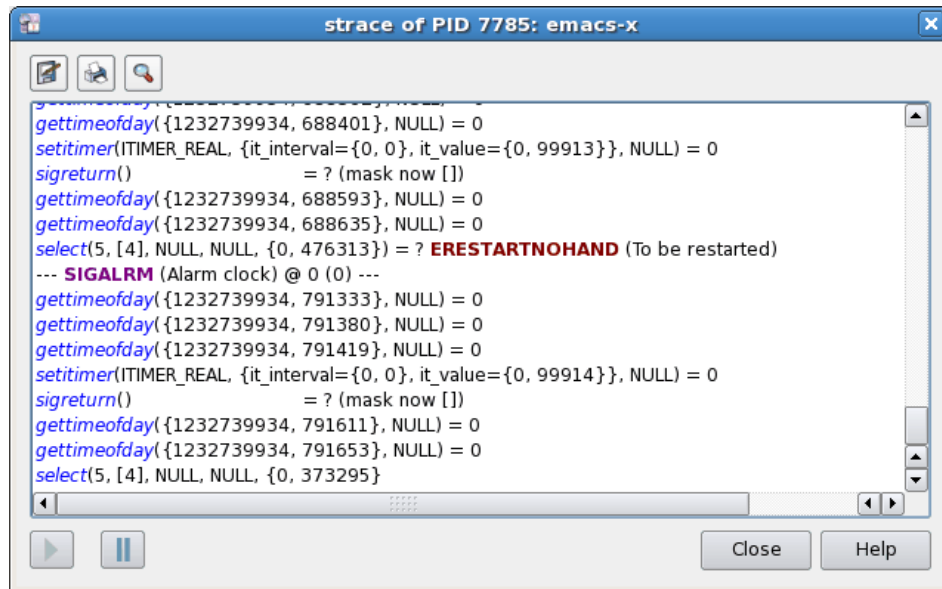 strace of PID 7785: emacs-x
gettimeofday({1232739934, 688401}, NULL) = 0
setitimer(ITIMER_REAL, {it_interval={0, 0}, it_value={0, 99913}}, NULL) = 0
sigreturn() = ? (mask now [])
gettimeofday({1232739934, 688593}, NULL) = 0
gettimeofday({1232739934, 688635}, NULL) = 0
select(5, [4], NULL, NULL, {0, 476313}) = ? ERESTARTNOHAND (To be restarted)
--- SIGALRM (Alarm clock) @ 0 (0) ---
gettimeofday({1232739934, 791333}, NULL) = 0
gettimeofday({1232739934, 791380}, NULL) = 0
gettimeofday({1232739934, 791419}, NULL) = 0
setitimer(ITIMER_REAL, {it_interval={0, 0}, it_value={0, 99914}}, NULL) = 0
sigreturn() = ? (mask now [])
gettimeofday({1232739934, 791611}, NULL) = 0
gettimeofday({1232739934, 791653}, NULL) = 0
select(5, [4], NULL, NULL, {0, 373295}
Close Help